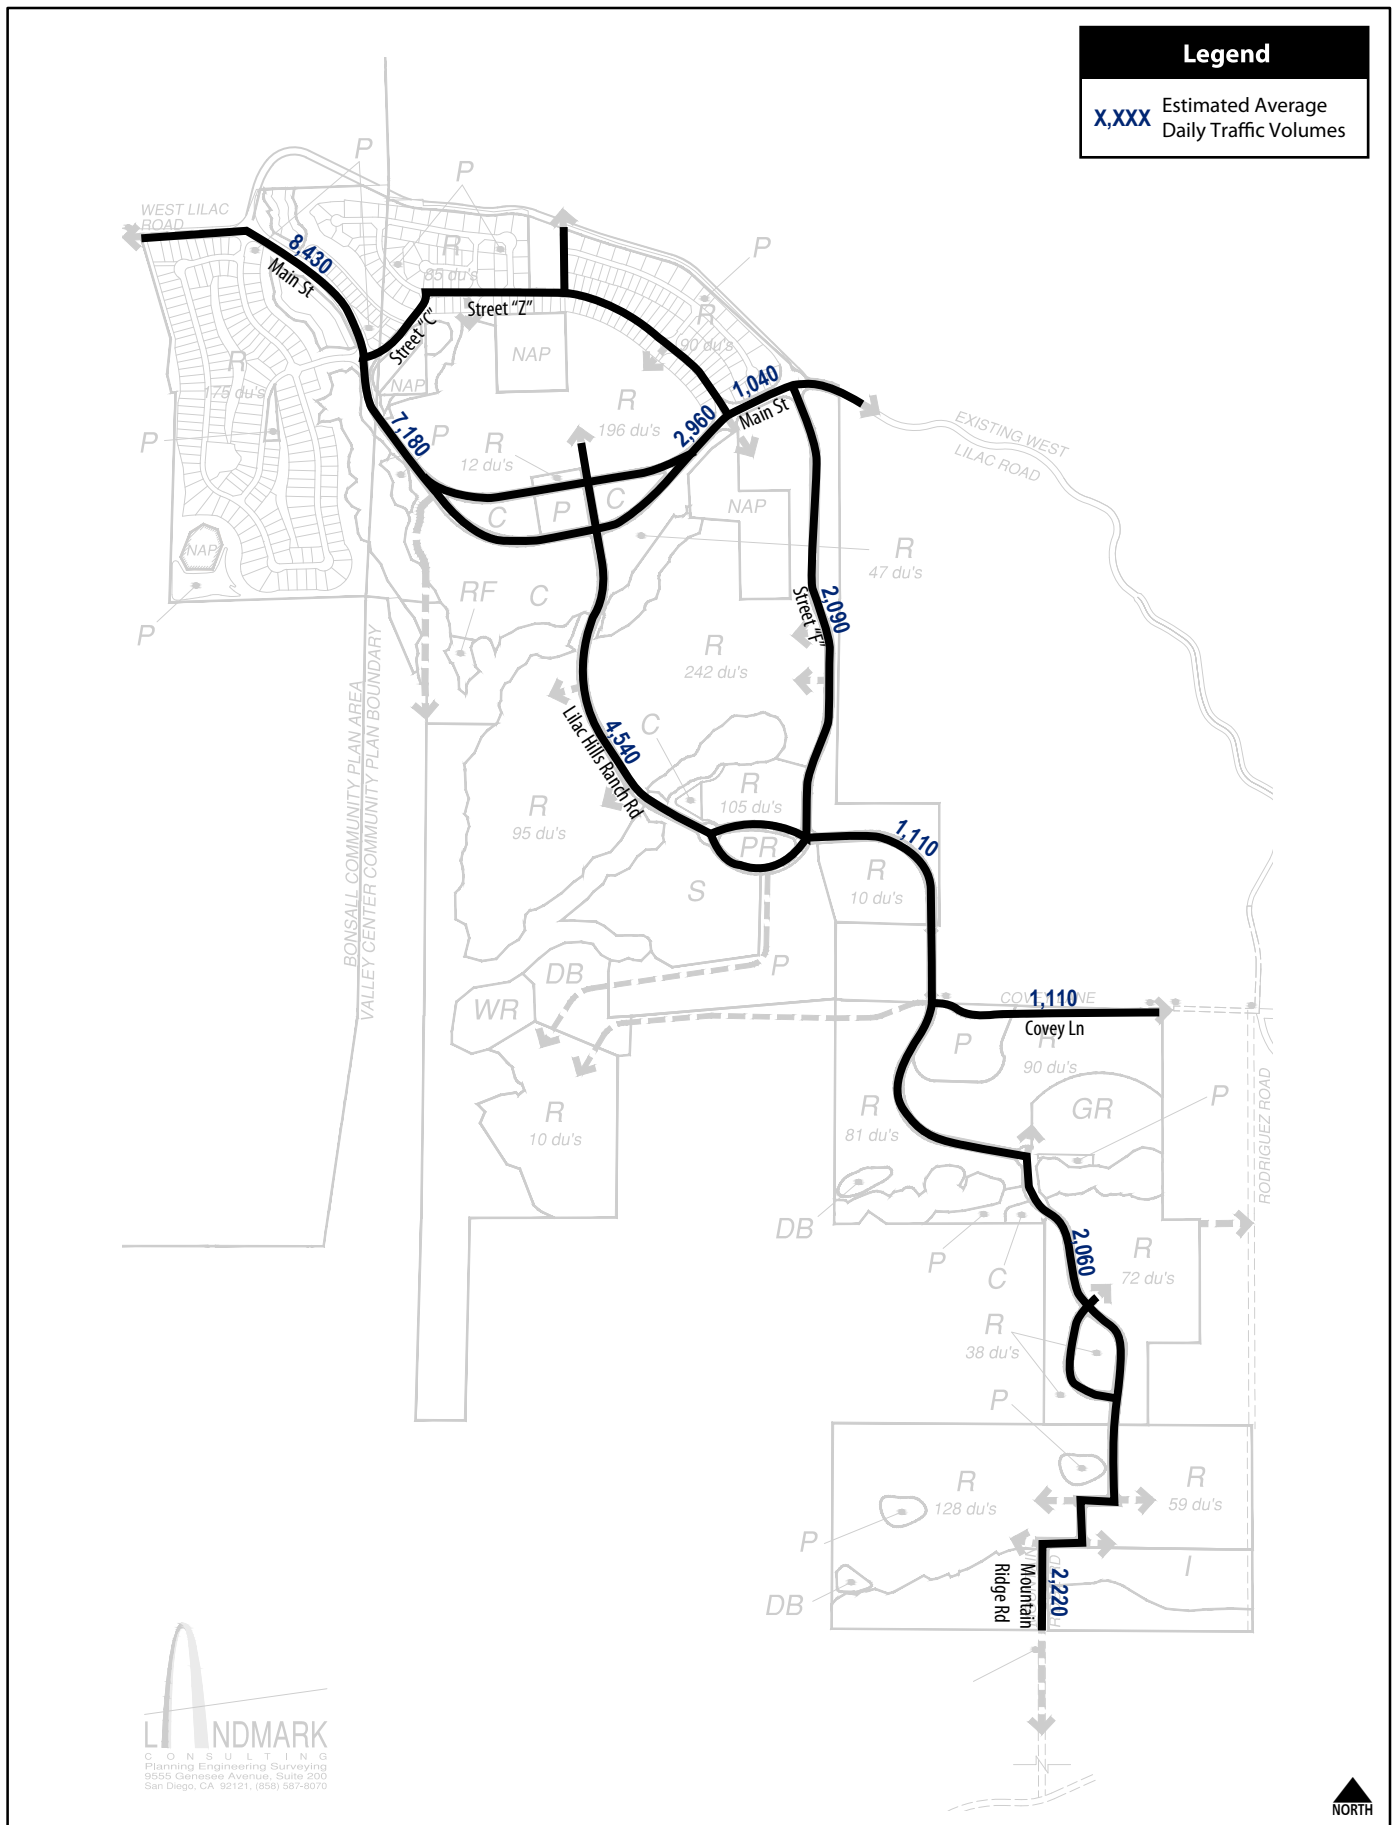 Legend
X,XXX
Estimated Average
Daily Traffic Volumes
P
P
WEST LILAC
ROAD
8,430
Main St
R
85 du's
P
Street "C"
Street "Z"
R
90 du's
NAP
R
175 du's
NAP
1,040
Main St
R
196 du's
2,960
EXISTING WEST
LILAC ROAD
P
7,180
P
R
12 du's
C
P
C
NAP
NAP
R
47 du's
RF
C
P
2,090
Street "F"
R
242 du's
BONSALL COMMUNITY PLAN AREA
VALLEY CENTER COMMUNITY PLAN BOUNDARY
C
4,540
Lilac Hills Ranch Rd
R
95 du's
R
105 du's
PR
1,110
R
10 du's
S
DB
P
WR
COVEY LANE
1,110
Covey Ln
P
R
90 du's
R
10 du's
R
81 du's
GR
P
RODRIGUEZ ROAD
DB
P
C
2,060
R
72 du's
R
38 du's
P
R
128 du's
R
59 du's
P
DB
I
Mountain
Ridge Rd
2,220
N
LANDMARK
CONSULTING
Planning Engineering Surveying
9555 Genesee Avenue, Suite 200
San Diego, CA 92121, (858) 587-8070
NORTH